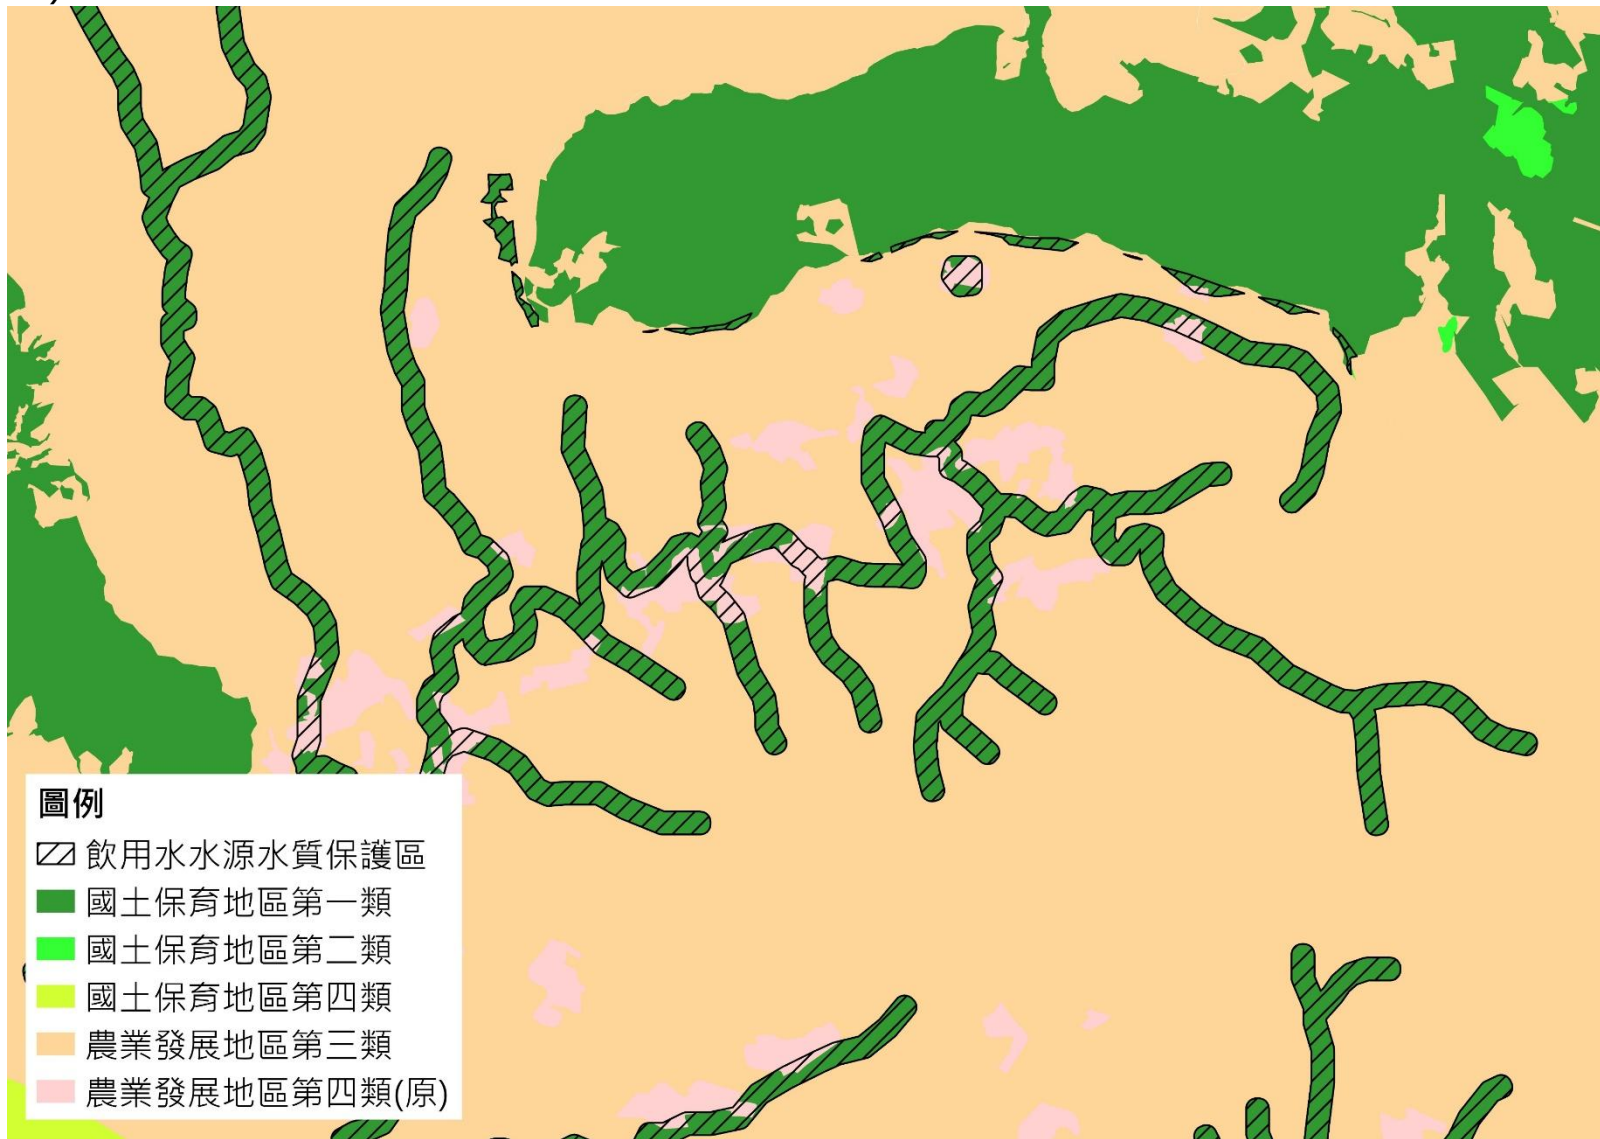 圖例
飲用水水源水質保護區
國土保育地區第一類
國土保育地區第二類
國土保育地區第四類
農業發展地區第三類
農業發展地區第四類(原)